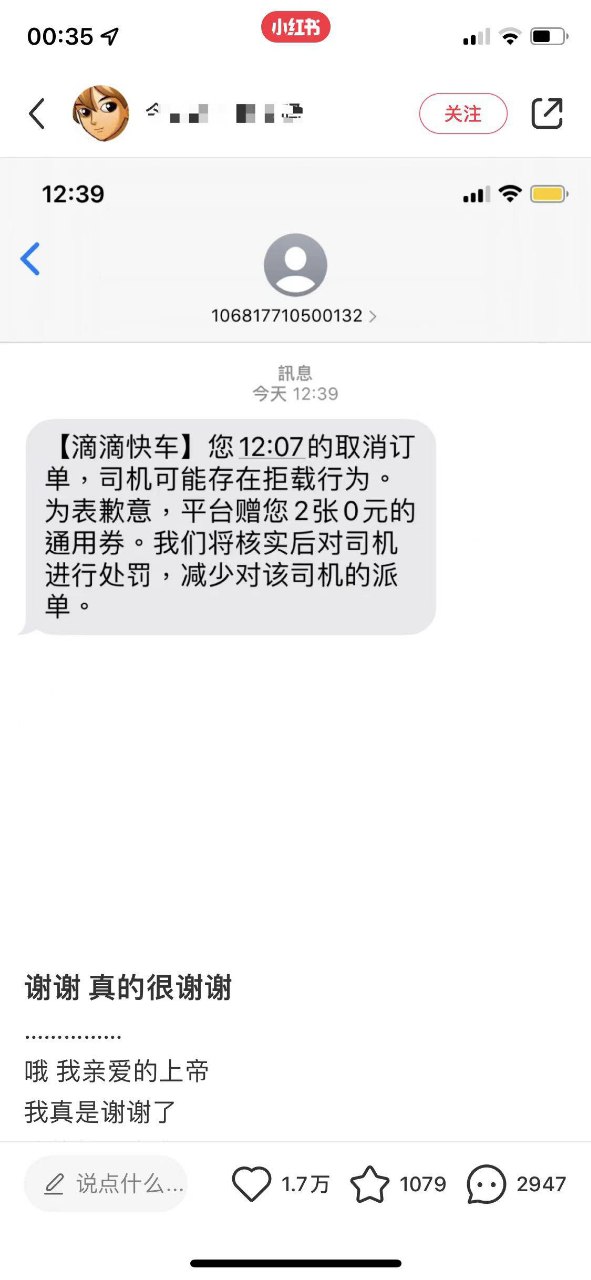 00:35
小红书
关注
12:39
106817710500132
訊息
今天 12:39
【滴滴快车】您12:07的取消订
单，司机可能存在拒载行为。
为表歉意，平台赠您2张0元的
通用券。我们将核实后对司机
进行处罚，减少对该司机的派
单。
谢谢 真的很谢谢
...............
哦 我亲爱的上帝
我真是谢谢了
说点什么...
1.7万
1079
2947